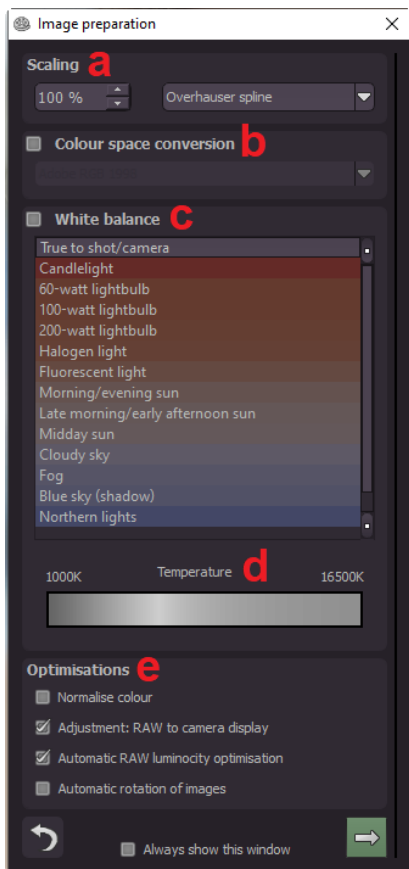 Image preparation
Scaling a
100 % Overhauser spline
Colour space conversion b
White balance c
True to shot/camera
Candlelight
60-watt lightbulb
100-watt lightbulb
200-watt lightbulb
Halogen light
Fluorescent light
Morning/evening sun
Late morning/early afternoon sun
Midday sun
Cloudy sky
Fog
Blue sky (shadow)
Northern lights
1000K Temperature d 16500K
Optimisations e
Normalise colour
Adjustment: RAW to camera display
Automatic RAW luminocity optimisation
Automatic rotation of images
Always show this window